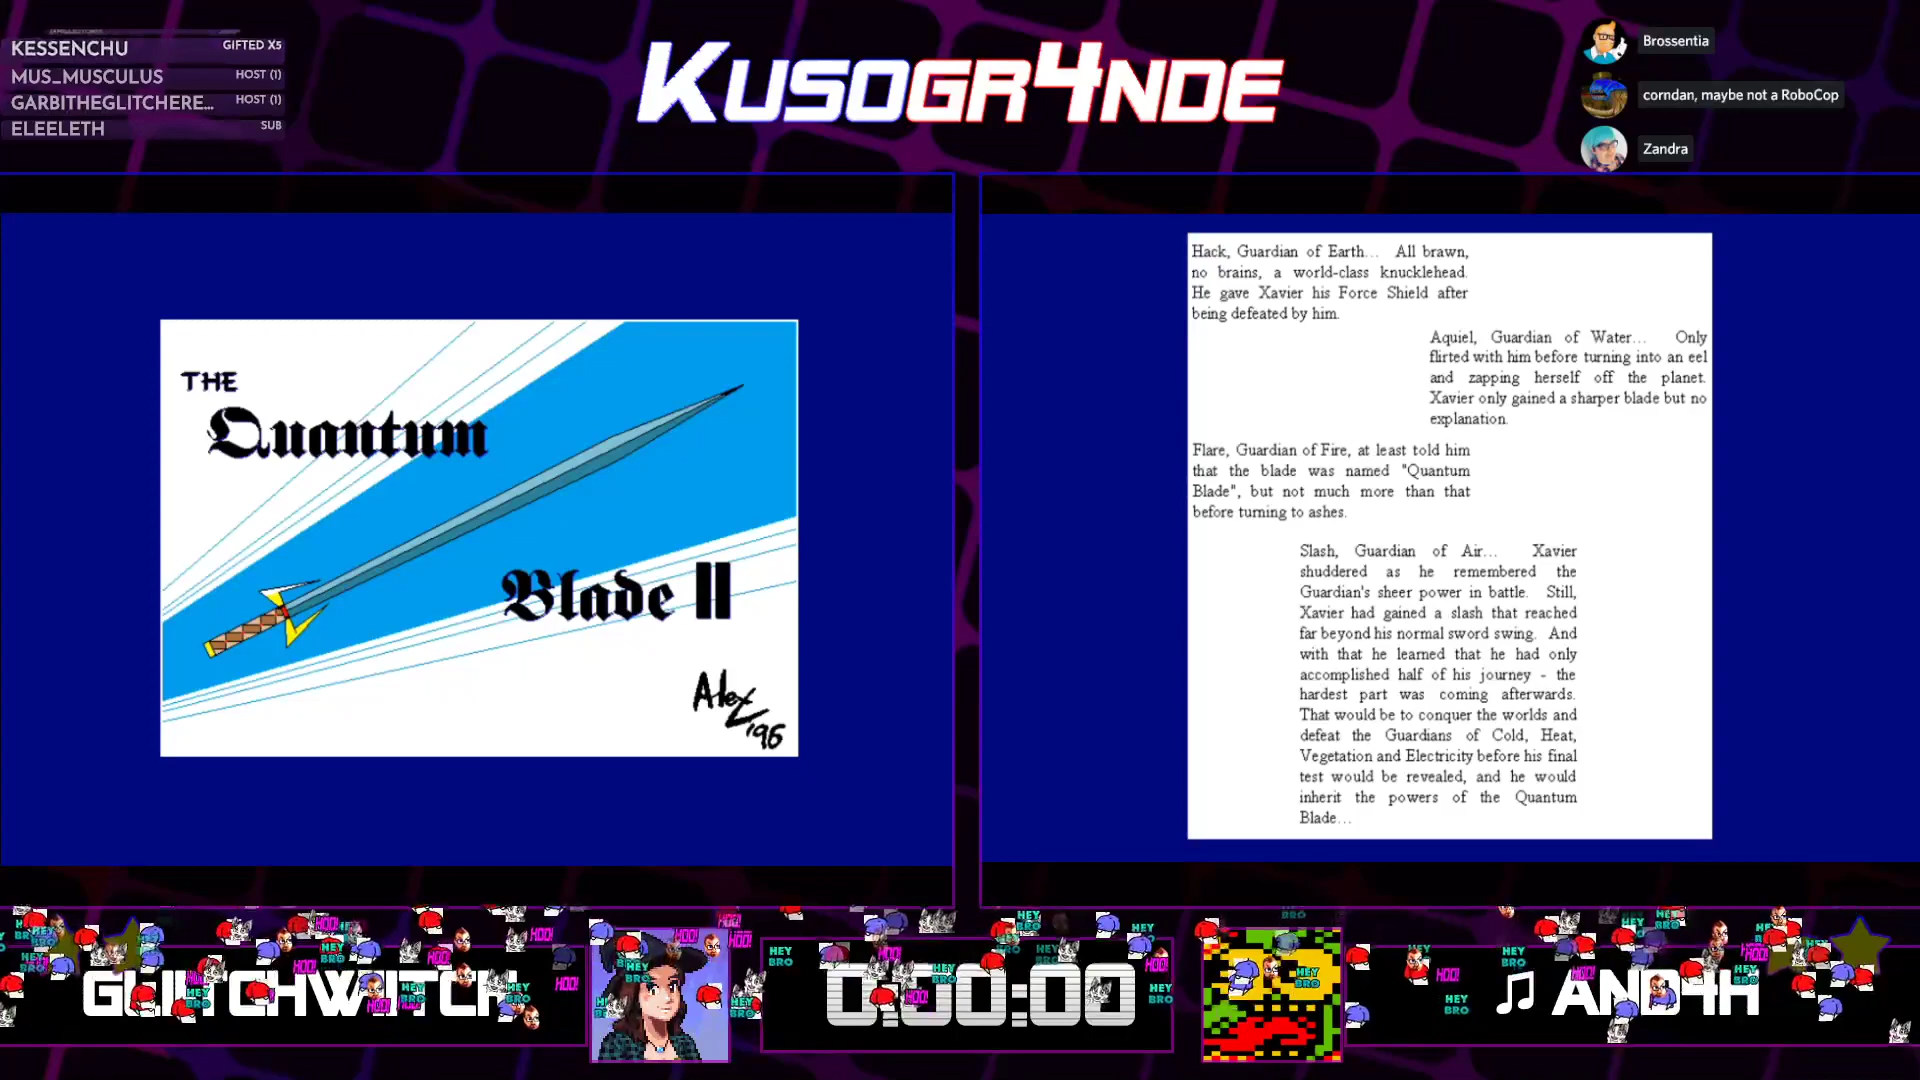 KESSENCHU GIFTED X5
MUS_MUSCULUS HOST (1)
GARBITHEGLITCHERE... HOST (1)
ELEELETH SUB
KUSOGR4NDE
Brossentia
corndan, maybe not a RoboCop
Zandra
THE
Quantum
Blade II
Alex
'96
Hack, Guardian of Earth... All brawn,
no brains, a world-class knucklehead.
He gave Xavier his Force Shield after
being defeated by him.
Aquiel, Guardian of Water... Only
flirted with him before turning into an eel
and zapping herself off the planet.
Xavier only gained a sharper blade but no
explanation.
Flare, Guardian of Fire, at least told him
that the blade was named "Quantum
Blade", but not much more than that
before turning to ashes.
Slash, Guardian of Air... Xavier
shuddered as he remembered the
Guardian's sheer power in battle. Still,
Xavier had gained a slash that reached
far beyond his normal sword swing. And
with that he learned that he had only
accomplished half of his journey - the
hardest part was coming afterwards.
That would be to conquer the worlds and
defeat the Guardians of Cold, Heat,
Vegetation and Electricity before his final
test would be revealed, and he would
inherit the powers of the Quantum
Blade...
GLITCHWITCH
0:00:00
♫ AND4H
HEY BRO
HOO!